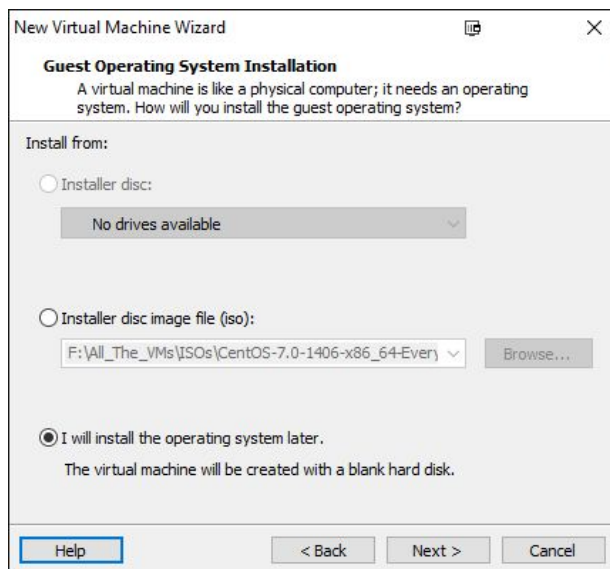 New Virtual Machine Wizard
Guest Operating System Installation
A virtual machine is like a physical computer; it needs an operating
system. How will you install the guest operating system?
Install from:
Installer disc:
No drives available
Installer disc image file (iso):
F:\All_The_VMs\ISOs\CentOS-7.0-1406-x86_64-Every
Browse...
I will install the operating system later.
The virtual machine will be created with a blank hard disk.
Help
< Back
Next >
Cancel